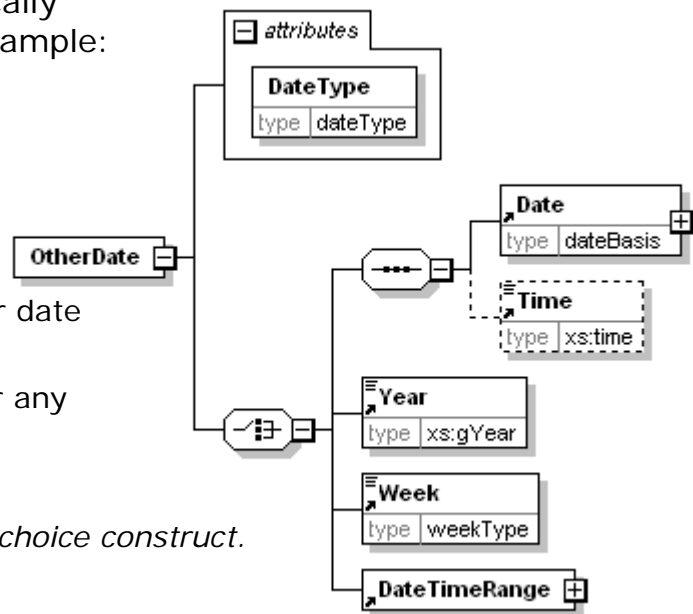 cally
ample:
attributes
DateType
type dateType
Date
type dateBasis
OtherDate
Time
type xs:time
r date
r any
Year
type xs:gYear
Week
type weekType
choice construct.
DateTimeRange